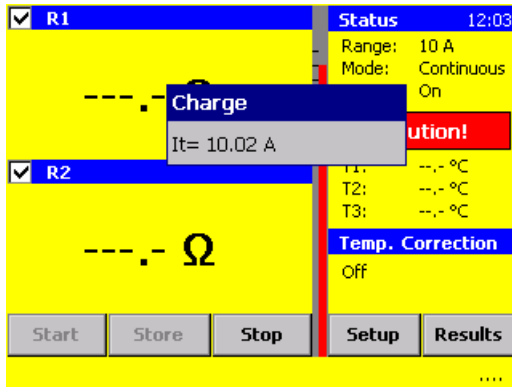 R1
---.- Ω
Charge
It= 10.02 A
R2
---.- Ω
Start Store Stop
Status 12:03
Range: 10 A
Mode: Continuous
On
ution!
T1: --,- °C
T2: --,- °C
T3: --,- °C
Temp. Correction
Off
Setup Results
....